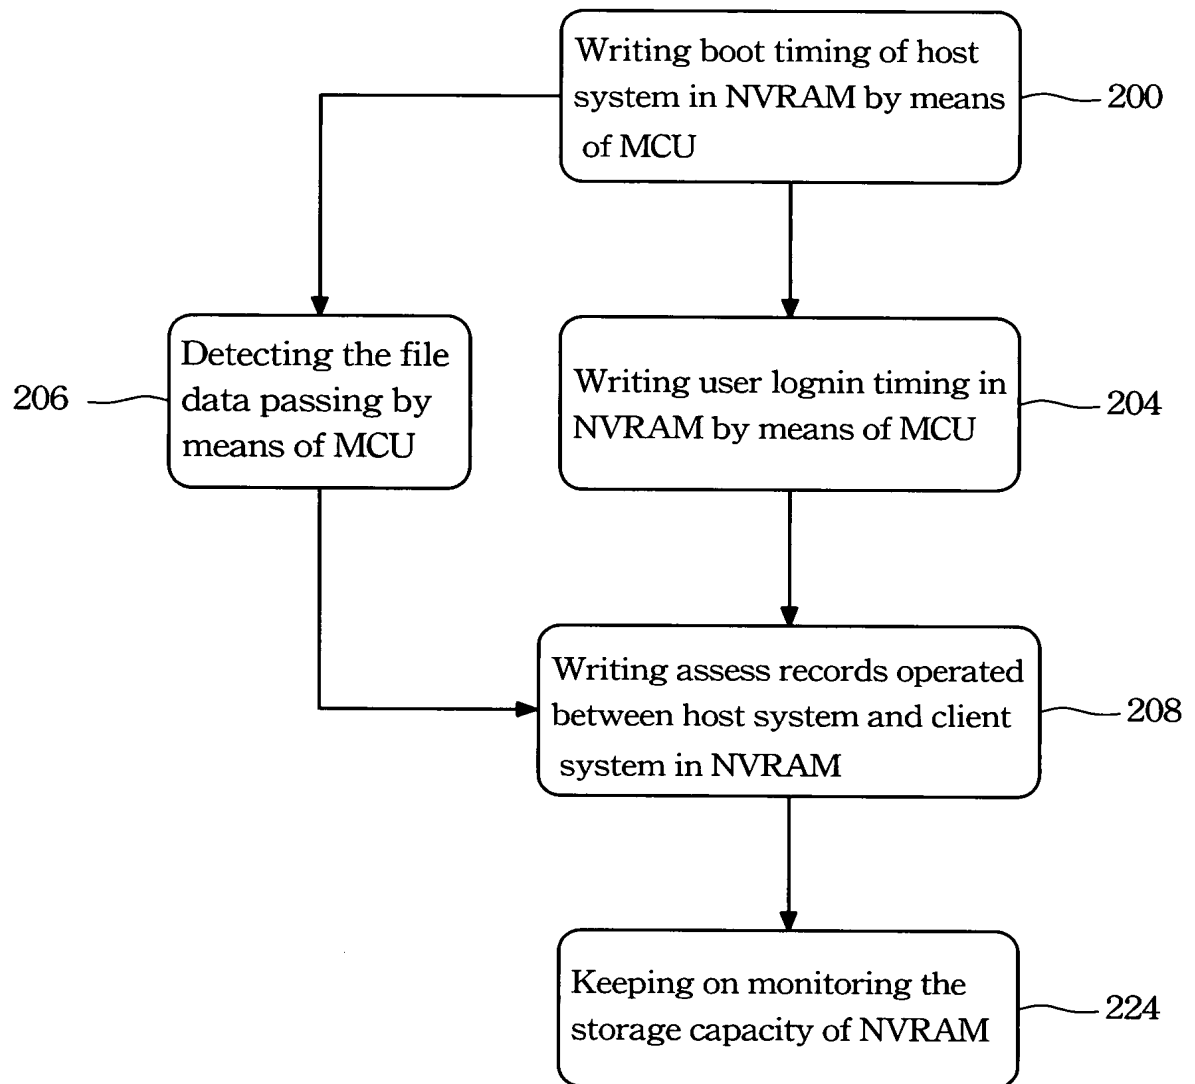 Writing boot timing of host
system in NVRAM by means
of MCU
200
Detecting the file
data passing by
means of MCU
206
Writing user lognin timing in
NVRAM by means of MCU
204
Writing assess records operated
between host system and client
system in NVRAM
208
Keeping on monitoring the
storage capacity of NVRAM
224